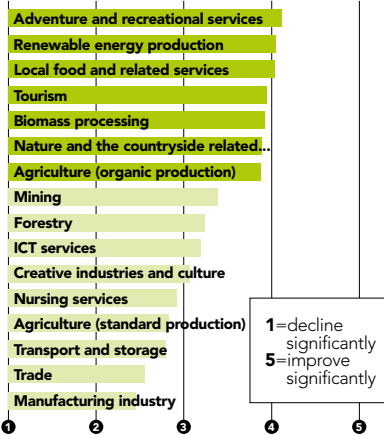 Adventure and recreational services
Renewable energy production
Local food and related services
Tourism
Biomass processing
Nature and the countryside related...
Agriculture (organic production)
Mining
Forestry
ICT services
Creative industries and culture
Nursing services
Agriculture (standard production)
Transport and storage
Trade
Manufacturing industry
1=decline
significantly
5=improve
significantly
1 2 3 4 5